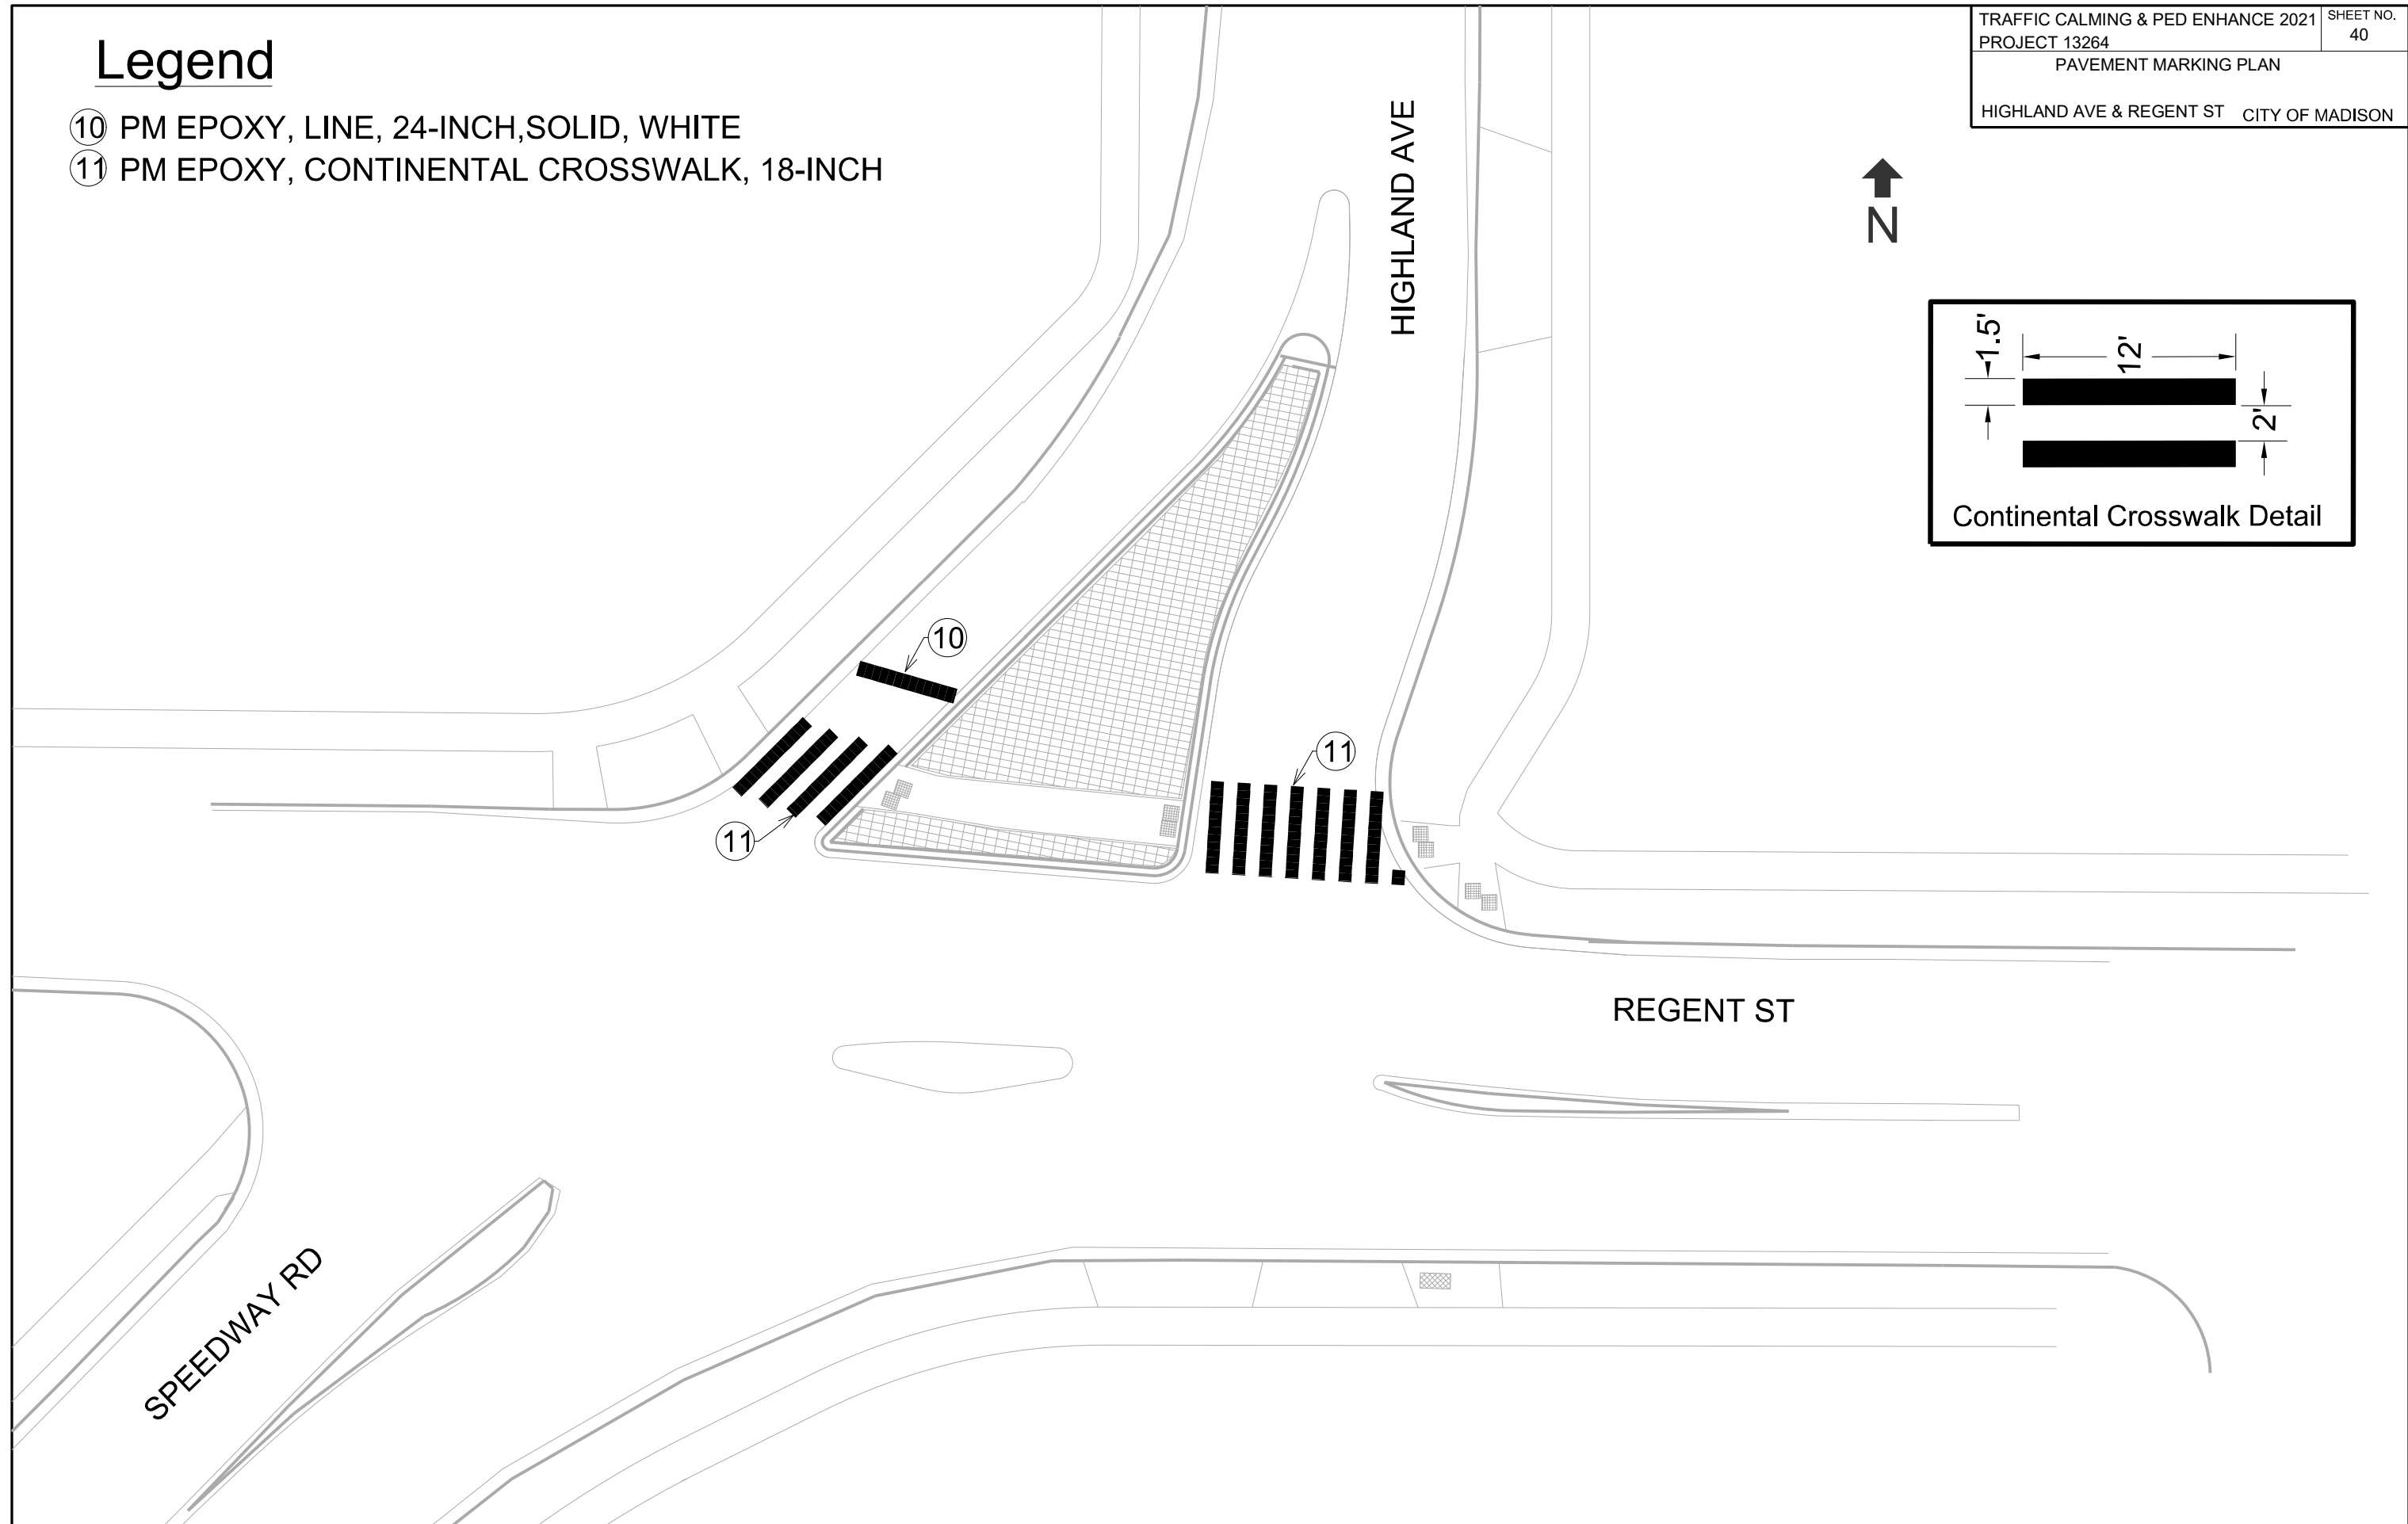 Legend
10 PM EPOXY, LINE, 24-INCH,SOLID, WHITE
11 PM EPOXY, CONTINENTAL CROSSWALK, 18-INCH
TRAFFIC CALMING & PED ENHANCE 2021
PROJECT 13264
SHEET NO.
40
PAVEMENT MARKING PLAN
HIGHLAND AVE & REGENT ST CITY OF MADISON
HIGHLAND AVE
N
1.5'
12'
2'
Continental Crosswalk Detail
10
11
11
REGENT ST
SPEEDWAY RD